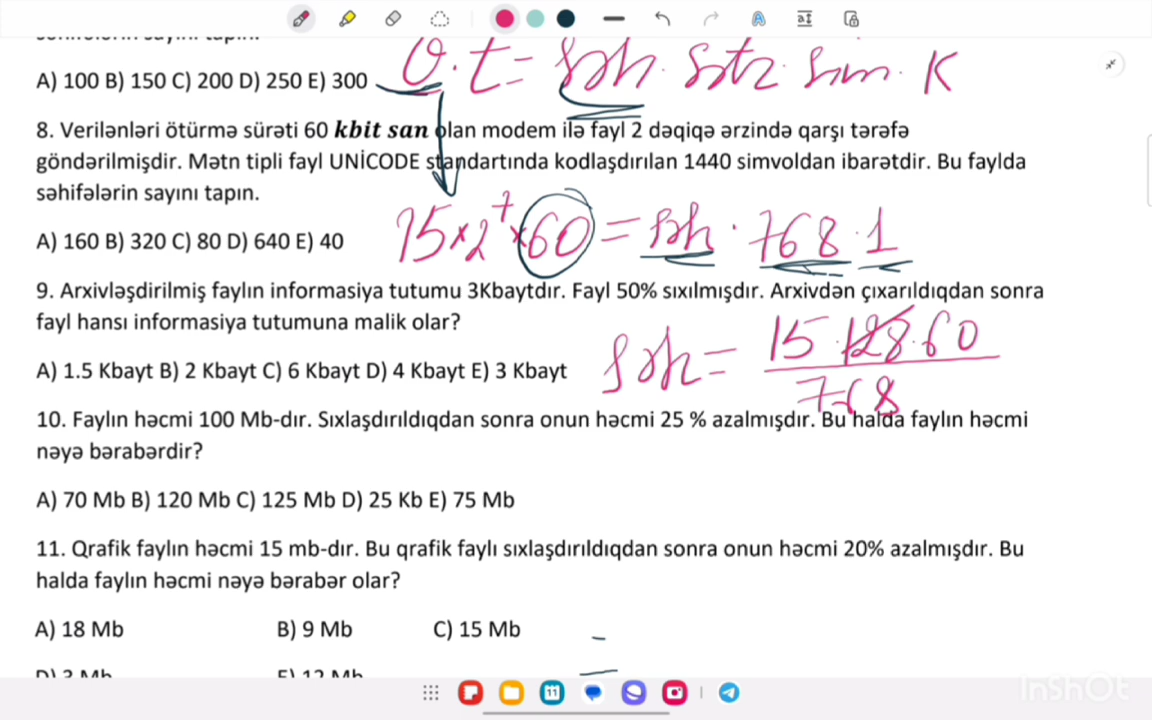 A) 100 B) 150 C) 200 D) 250 E) 300
8. Verilənləri ötürmə sürəti 60 kbit san olan modem ilə fayl 2 dəqiqə ərzində qarşı tərəfə
göndərilmişdir. Mətn tipli fayl UNİCODE standartında kodlaşdırılan 1440 simvoldan ibarətdir. Bu faylda
səhifələrin sayını tapın.
15×2⁷×60 = səh · 768 · 1
A) 160 B) 320 C) 80 D) 640 E) 40
9. Arxivləşdirilmiş faylın informasiya tutumu 3Kbaytdır. Fayl 50% sıxılmışdır. Arxivdən çıxarıldıqdan sonra
fayl hansı informasiya tutumuna malik olar?
səh = 15·128·60
768
A) 1.5 Kbayt B) 2 Kbayt C) 6 Kbayt D) 4 Kbayt E) 3 Kbayt
10. Faylın həcmi 100 Mb-dır. Sıxlaşdırıldıqdan sonra onun həcmi 25 % azalmışdır. Bu halda faylın həcmi
nəyə bərabərdir?
A) 70 Mb B) 120 Mb C) 125 Mb D) 25 Kb E) 75 Mb
11. Qrafik faylın həcmi 15 mb-dır. Bu qrafik faylı sıxlaşdırıldıqdan sonra onun həcmi 20% azalmışdır. Bu
halda faylın həcmi nəyə bərabər olar?
A) 18 Mb B) 9 Mb C) 15 Mb
InShOt